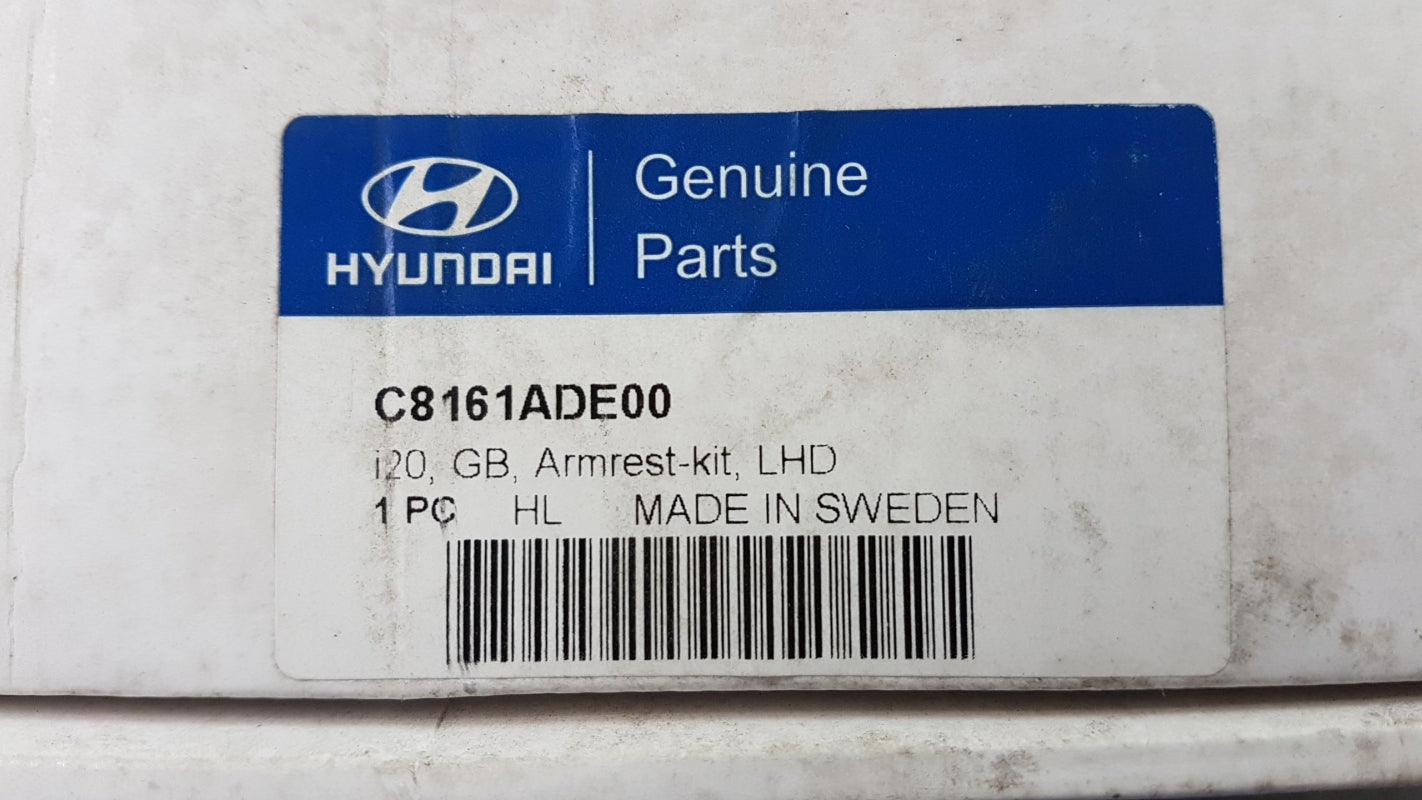 HYUNDAI
Genuine
Parts
C8161ADE00
i20, GB, Armrest-kit, LHD
1 PC HL MADE IN SWEDEN